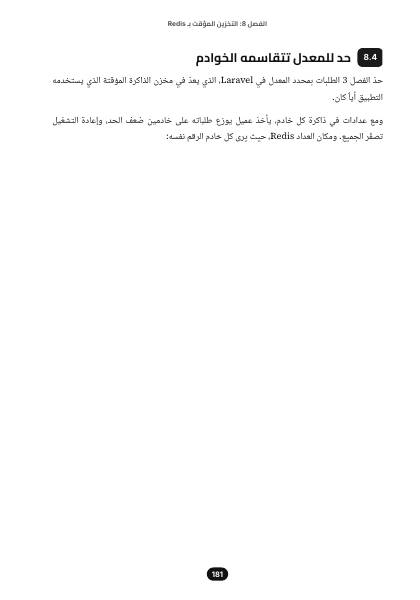 الفصل 8: التخزين المؤقت بـ Redis
8.4 حد للمعدل تتقاسمه الخوادم
حدّ الفصل 3 الطلبات بمحدد المعدل في Laravel، الذي يعدّ في مخزن الذاكرة المؤقتة الذي يستخدمه
التطبيق أياً كان.
ومع عدادات في ذاكرة كل خادم، يأخذ عميل يوزع طلباته على خادمين ضعف الحد، وإعادة التشغيل
تصفّر الجميع. ومكان العداد Redis، حيث يرى كل خادم الرقم نفسه:
181